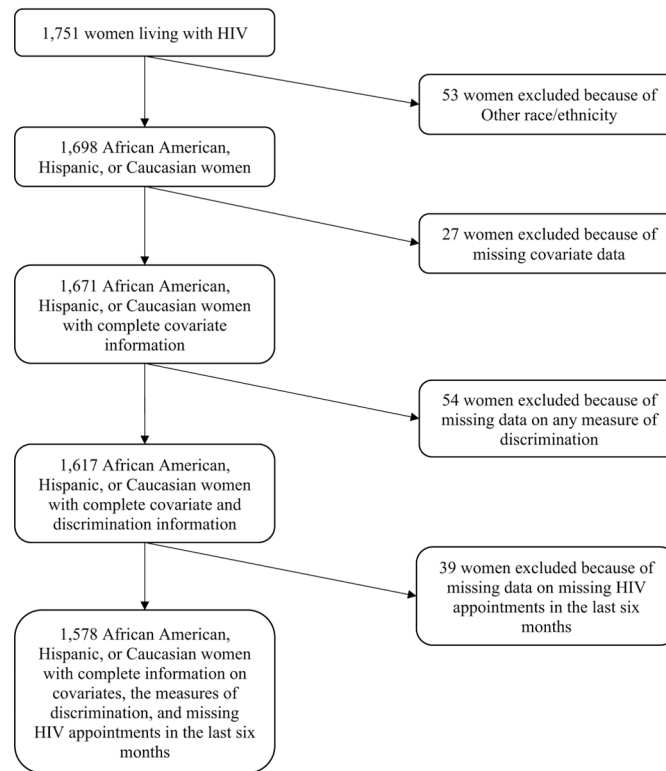 1,751 women living with HIV
53 women excluded because of
Other race/ethnicity
1,698 African American,
Hispanic, or Caucasian women
27 women excluded because of
missing covariate data
1,671 African American,
Hispanic, or Caucasian women
with complete covariate
information
54 women excluded because of
missing data on any measure of
discrimination
1,617 African American,
Hispanic, or Caucasian women
with complete covariate and
discrimination information
39 women excluded because of
missing data on missing HIV
appointments in the last six
months
1,578 African American,
Hispanic, or Caucasian women
with complete information on
covariates, the measures of
discrimination, and missing
HIV appointments in the last six
months